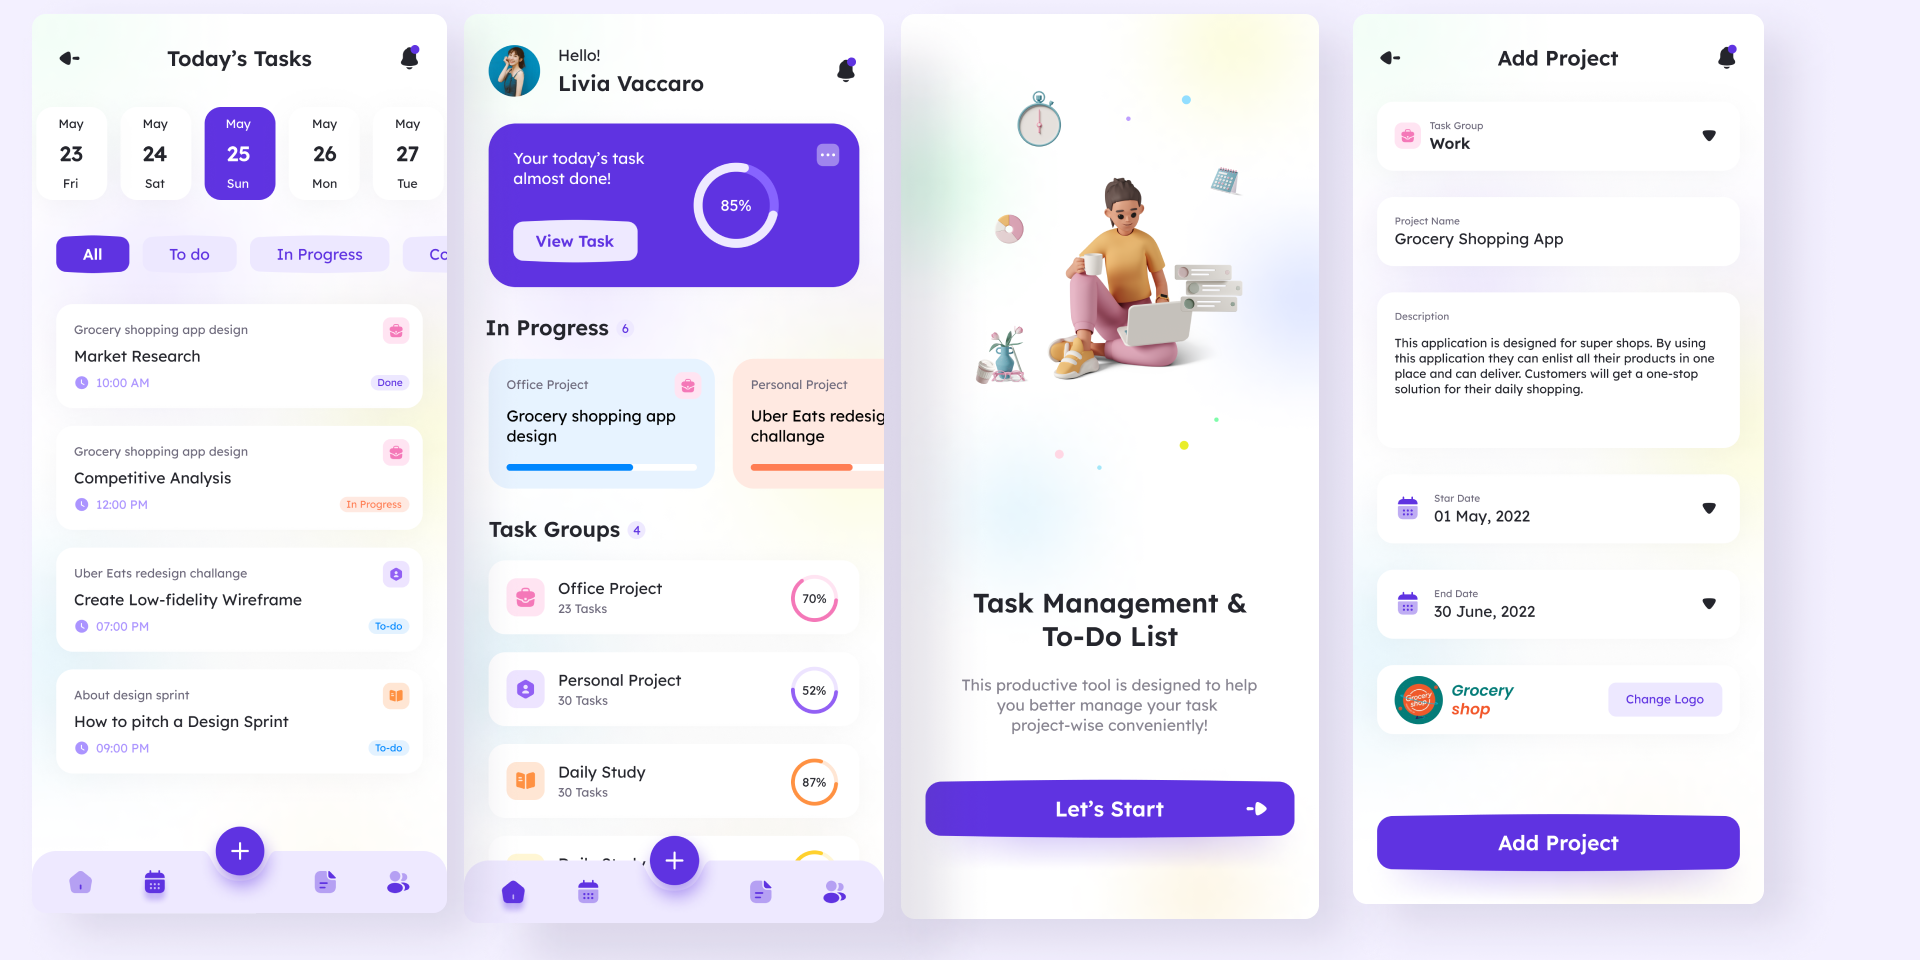 Today’s Tasks
May
23
Fri
May
24
Sat
May
25
Sun
May
26
Mon
May
27
Tue
All
To do
In Progress
Co
Grocery shopping app design
Market Research
10:00 AM
Done
Grocery shopping app design
Competitive Analysis
12:00 PM
In Progress
Uber Eats redesign challange
Create Low-fidelity Wireframe
07:00 PM
To-do
About design sprint
How to pitch a Design Sprint
09:00 PM
To-do
Hello!
Livia Vaccaro
Your today’s task
almost done!
85%
View Task
In Progress 6
Office Project
Grocery shopping app
design
Personal Project
Uber Eats redesig
challange
Task Groups 4
Office Project
23 Tasks
70%
Personal Project
30 Tasks
52%
Daily Study
30 Tasks
87%
Daily Study
Task Management &
To-Do List
This productive tool is designed to help
you better manage your task
project-wise conveniently!
Let’s Start
Add Project
Task Group
Work
Project Name
Grocery Shopping App
Description
This application is designed for super shops. By using
this application they can enlist all their products in one
place and can deliver. Customers will get a one-stop
solution for their daily shopping.
Star Date
01 May, 2022
End Date
30 June, 2022
Grocery
shop
Grocery
shop
Change Logo
Add Project